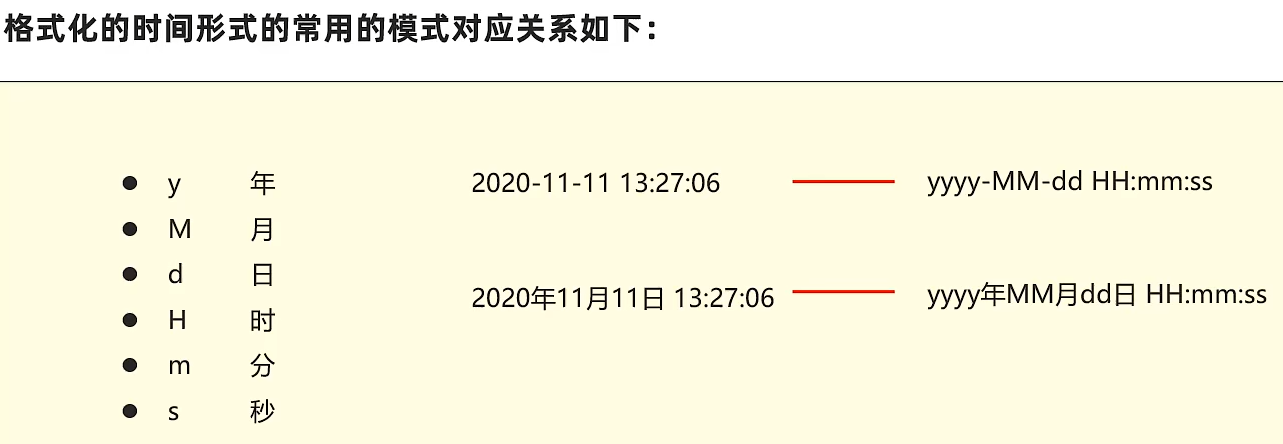 格式化的时间形式的常用的模式对应关系如下：
● y 年 2020-11-11 13:27:06 yyyy-MM-dd HH:mm:ss
● M 月
● d 日 2020年11月11日 13:27:06 yyyy年MM月dd日 HH:mm:ss
● H 时
● m 分
● s 秒